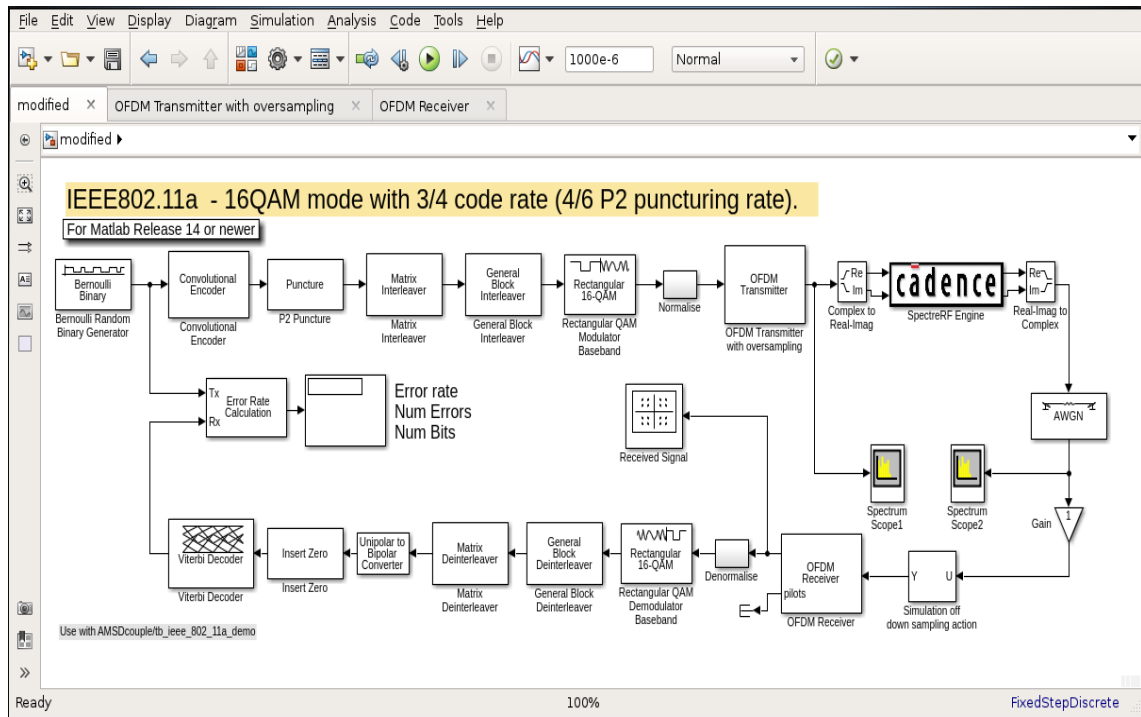 File Edit View Display Diagram Simulation Analysis Code Tools Help
1000e-6 Normal
modified × OFDM Transmitter with oversampling × OFDM Receiver ×
modified
IEEE802.11a - 16QAM mode with 3/4 code rate (4/6 P2 puncturing rate).
For Matlab Release 14 or newer
Bernoulli
Binary
Bernoulli Random
Binary Generator
Convolutional
Encoder
Convolutional
Encoder
Puncture
P2 Puncture
Matrix
Interleaver
Matrix
Interleaver
General
Block
Interleaver
General Block
Interleaver
Rectangular
16-QAM
Rectangular QAM
Modulator
Baseband
Normalise
OFDM
Transmitter
OFDM Transmitter
with oversampling
Re
Im
Complex to
Real-Imag
cādence
SpectreRF Engine
Re
Im
Real-Imag to
Complex
Tx
Rx
Error Rate
Calculation
Error rate
Num Errors
Num Bits
Received Signal
AWGN
Spectrum
Scope1
Spectrum
Scope2
Gain
1
Viterbi Decoder
Viterbi Decoder
Insert Zero
Insert Zero
Unipolar to
Bipolar
Converter
Matrix
Deinterleaver
Matrix
Deinterleaver
General
Block
Deinterleaver
General Block
Deinterleaver
Rectangular
16-QAM
Rectangular QAM
Demodulator
Baseband
Denormalise
OFDM
Receiver
pilots
OFDM Receiver
Y U
Simulation off
down sampling action
Use with AMSDcouple/tb_ieee_802_11a_demo
Ready 100% FixedStepDiscrete